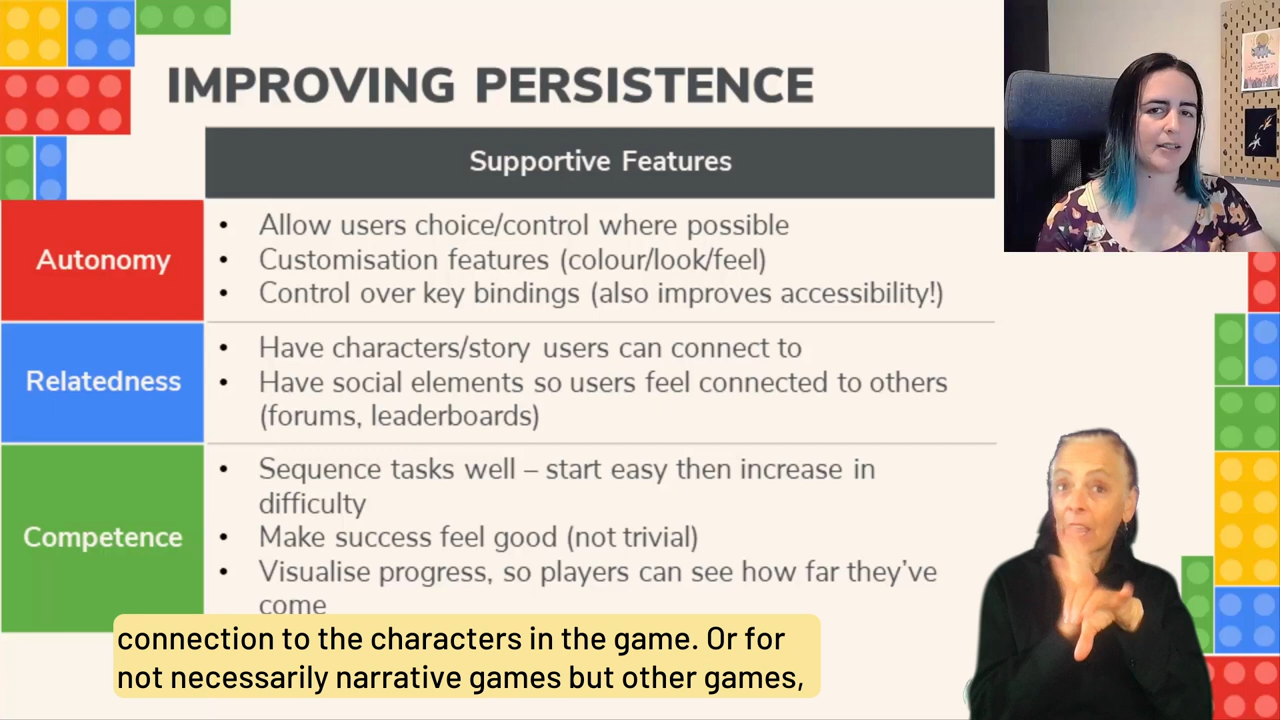 IMPROVING PERSISTENCE
Supportive Features
Autonomy
• Allow users choice/control where possible
• Customisation features (colour/look/feel)
• Control over key bindings (also improves accessibility!)
Relatedness
• Have characters/story users can connect to
• Have social elements so users feel connected to others
(forums, leaderboards)
Competence
• Sequence tasks well – start easy then increase in
difficulty
• Make success feel good (not trivial)
• Visualise progress, so players can see how far they’ve
come
connection to the characters in the game. Or for
not necessarily narrative games but other games,